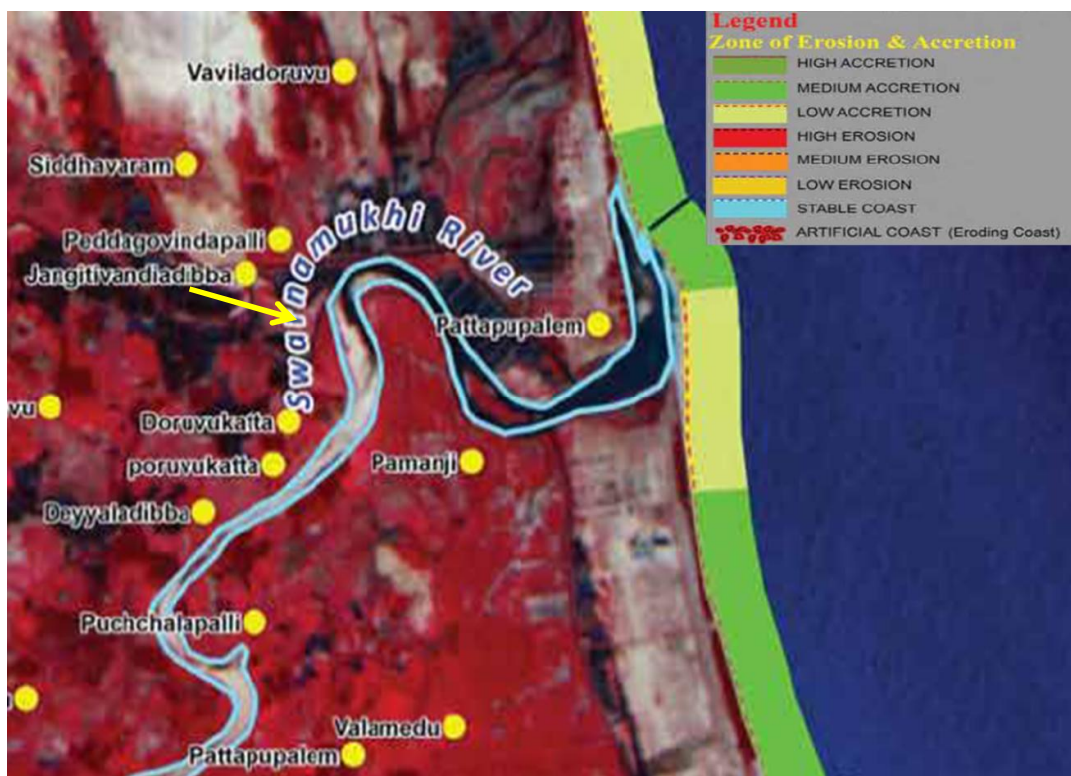 Legend
Zone of Erosion & Accretion
HIGH ACCRETION
MEDIUM ACCRETION
LOW ACCRETION
HIGH EROSION
MEDIUM EROSION
LOW EROSION
STABLE COAST
ARTIFICIAL COAST (Eroding Coast)
Vaviladoruvu
Siddhavaram
Peddagovindapalli
Jangitivandiadibba
Swarnamukhi River
Pattapupalem
vu
Doruvukatta
poruvukatta
Pamanji
Deyyaladibba
Puchchalapalli
Valamedu
Pattapupalem